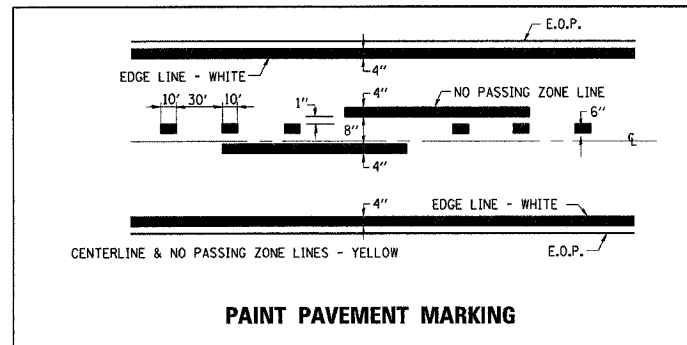 E.O.P.
EDGE LINE - WHITE
4"
10' 30' 10'
1"
4"
NO PASSING ZONE LINE
6"
8"
℄
4"
4"
EDGE LINE - WHITE
CENTERLINE & NO PASSING ZONE LINES - YELLOW
E.O.P.
PAINT PAVEMENT MARKING